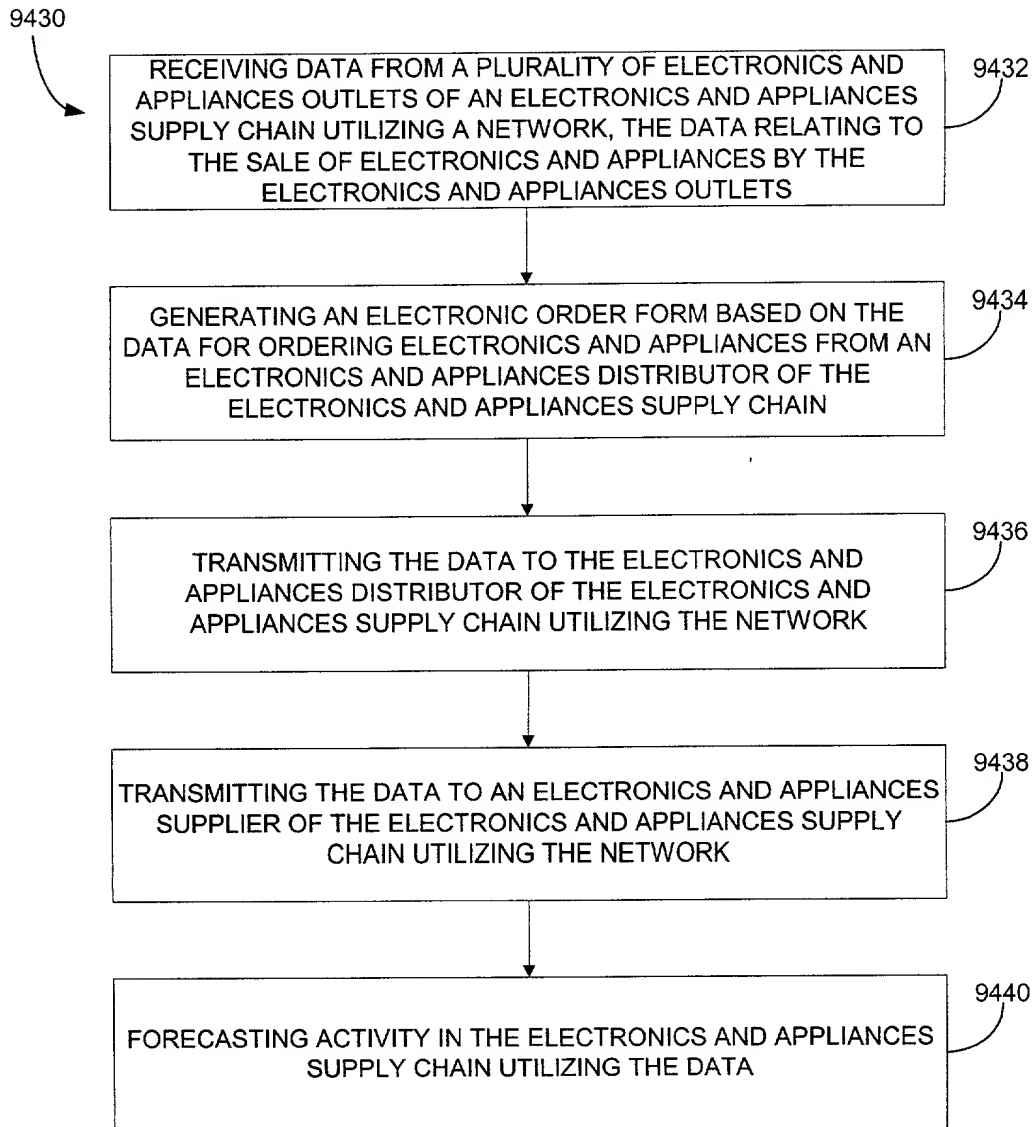 9430
RECEIVING DATA FROM A PLURALITY OF ELECTRONICS AND
APPLIANCES OUTLETS OF AN ELECTRONICS AND APPLIANCES
SUPPLY CHAIN UTILIZING A NETWORK, THE DATA RELATING TO
THE SALE OF ELECTRONICS AND APPLIANCES BY THE
ELECTRONICS AND APPLIANCES OUTLETS
9432
GENERATING AN ELECTRONIC ORDER FORM BASED ON THE
DATA FOR ORDERING ELECTRONICS AND APPLIANCES FROM AN
ELECTRONICS AND APPLIANCES DISTRIBUTOR OF THE
ELECTRONICS AND APPLIANCES SUPPLY CHAIN
9434
TRANSMITTING THE DATA TO THE ELECTRONICS AND
APPLIANCES DISTRIBUTOR OF THE ELECTRONICS AND
APPLIANCES SUPPLY CHAIN UTILIZING THE NETWORK
9436
TRANSMITTING THE DATA TO AN ELECTRONICS AND APPLIANCES
SUPPLIER OF THE ELECTRONICS AND APPLIANCES SUPPLY
CHAIN UTILIZING THE NETWORK
9438
FORECASTING ACTIVITY IN THE ELECTRONICS AND APPLIANCES
SUPPLY CHAIN UTILIZING THE DATA
9440